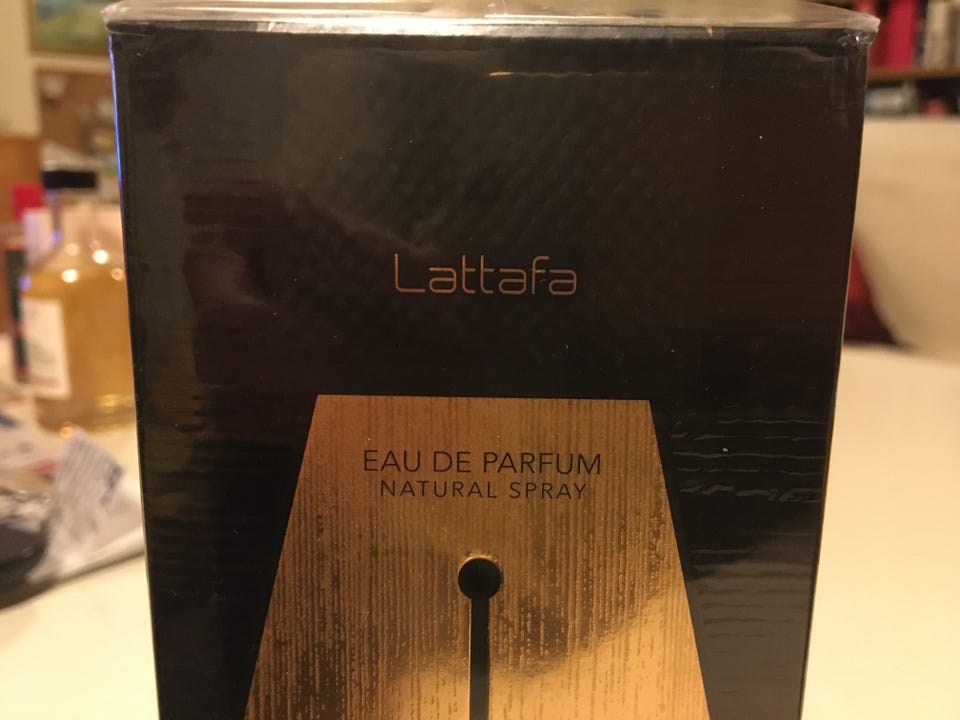 Lattafa
EAU DE PARFUM
NATURAL SPRAY